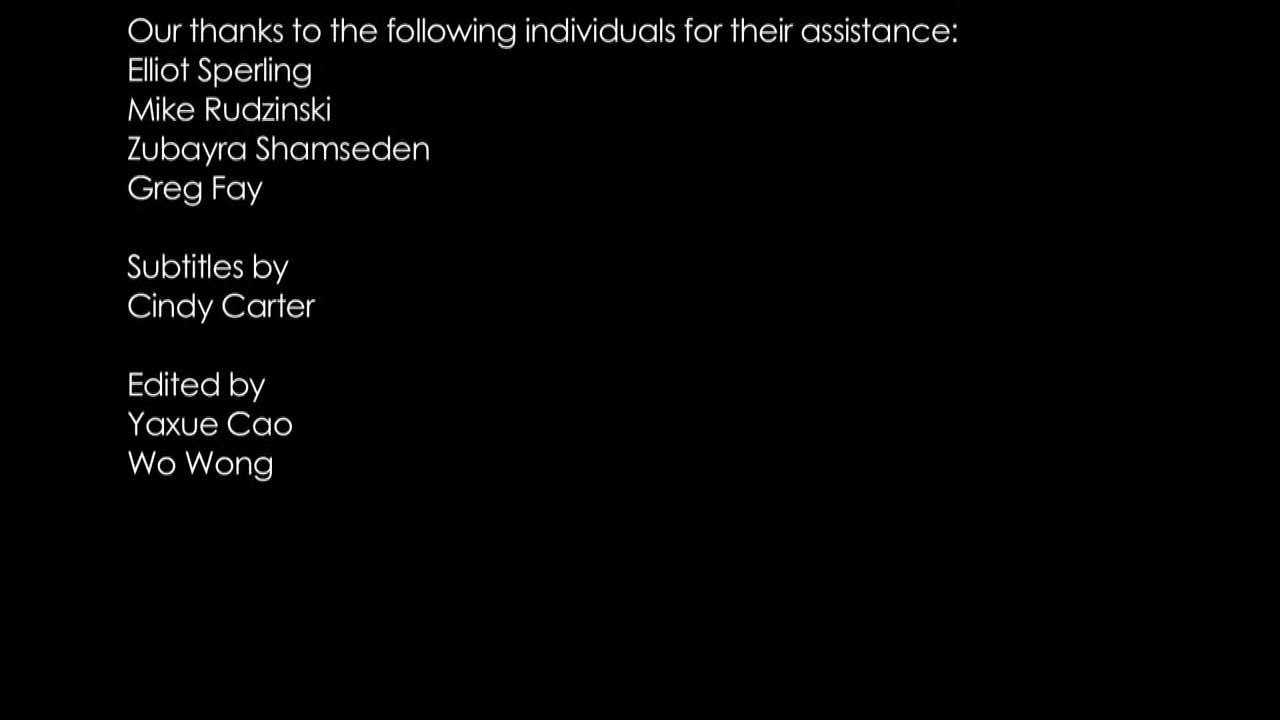 Our thanks to the following individuals for their assistance:
Elliot Sperling
Mike Rudzinski
Zubayra Shamseden
Greg Fay
Subtitles by
Cindy Carter
Edited by
Yaxue Cao
Wo Wong